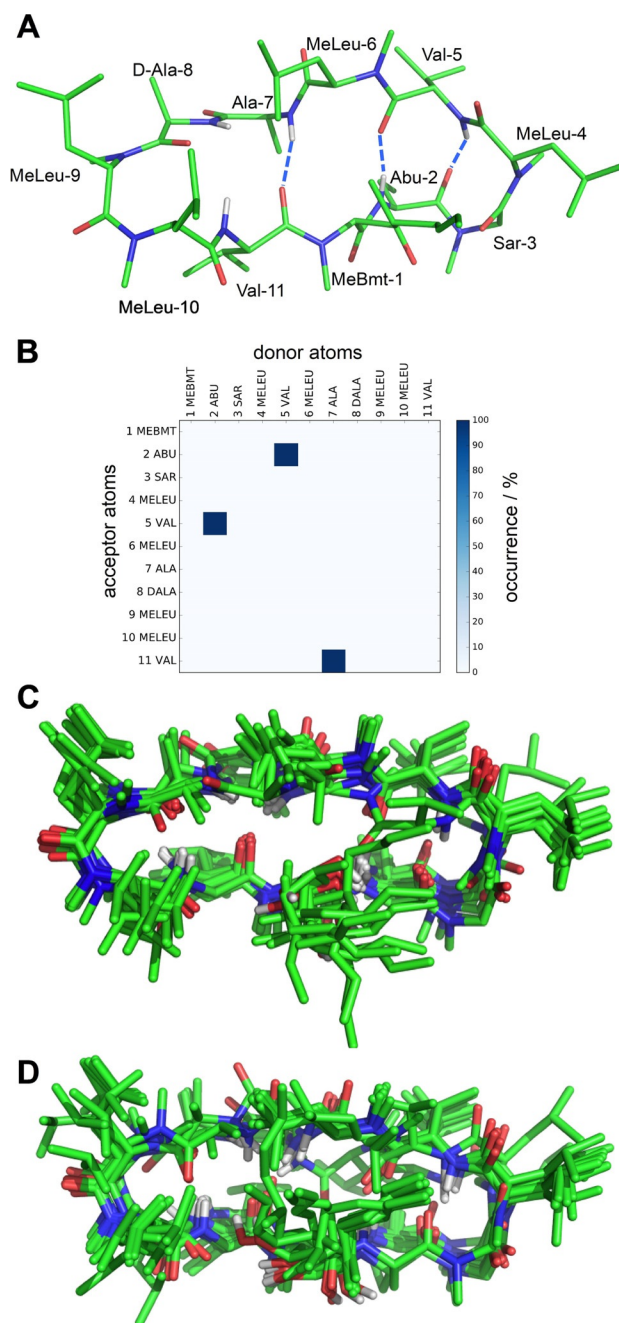 A
MeLeu-6
D-Ala-8
Val-5
Ala-7
MeLeu-4
MeLeu-9
Abu-2
Sar-3
Val-11
MeBmt-1
MeLeu-10
B
donor atoms
1 MEBMT
2 ABU
3 SAR
4 MELEU
5 VAL
6 MELEU
7 ALA
8 DALA
9 MELEU
10 MELEU
11 VAL
acceptor atoms
1 MEBMT
2 ABU
3 SAR
4 MELEU
5 VAL
6 MELEU
7 ALA
8 DALA
9 MELEU
10 MELEU
11 VAL
100
90
80
70
60
50
40
30
20
10
0
occurrence / %
C
D